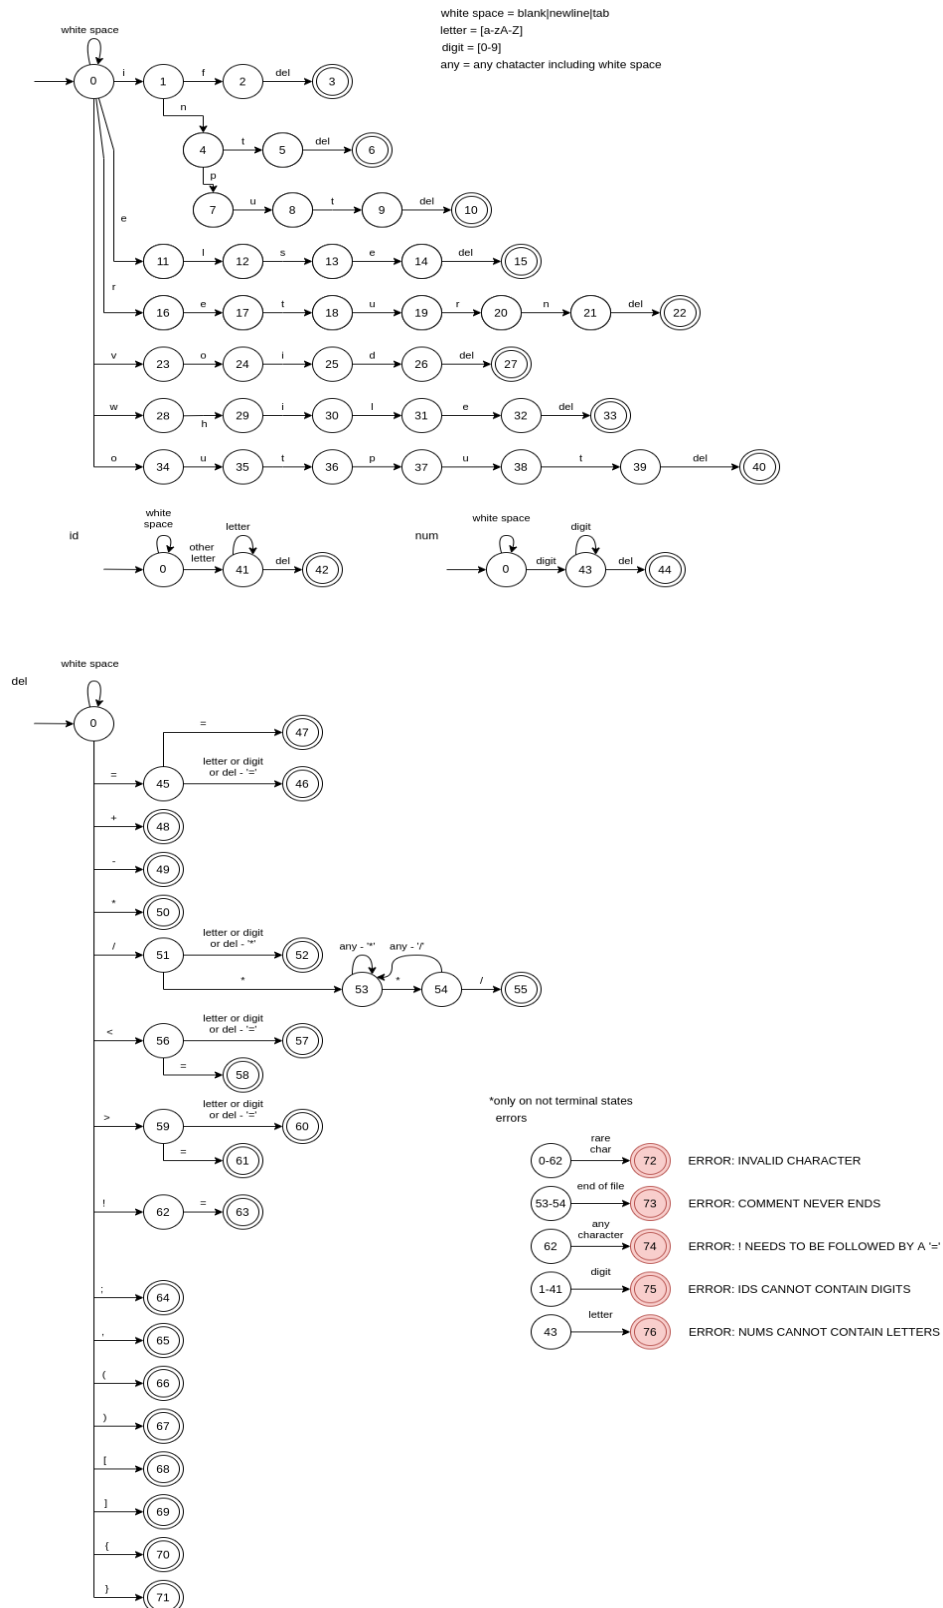 white space = blank|newline|tab
letter = [a-zA-Z]
digit = [0-9]
any = any chatacter including white space
white space
0 i 1 f 2 del 3
n
4 t 5 del 6
p
7 u 8 t 9 del 10
e
11 l 12 s 13 e 14 del 15
r
16 e 17 t 18 u 19 r 20 n 21 del 22
v 23 o 24 i 25 d 26 del 27
w 28 h 29 i 30 l 31 e 32 del 33
o 34 u 35 t 36 p 37 u 38 t 39 del 40
id
white
space
0
other
letter
letter
41 del 42
num
white space
0 digit
digit
43 del 44
del
white space
0
= 47
= 45
letter or digit
or del - '='
46
+ 48
- 49
* 50
/ 51
letter or digit
or del - '*'
52
any - '*' any - '/'
* 53 * 54 / 55
< 56
letter or digit
or del - '='
57
= 58
> 59
letter or digit
or del - '='
60
= 61
! 62 = 63
; 64
, 65
( 66
) 67
[ 68
] 69
{ 70
} 71
*only on not terminal states
errors
0-62
rare
char
72 ERROR: INVALID CHARACTER
53-54 end of file 73 ERROR: COMMENT NEVER ENDS
62
any
character
74 ERROR: ! NEEDS TO BE FOLLOWED BY A '='
1-41 digit 75 ERROR: IDS CANNOT CONTAIN DIGITS
43 letter 76 ERROR: NUMS CANNOT CONTAIN LETTERS